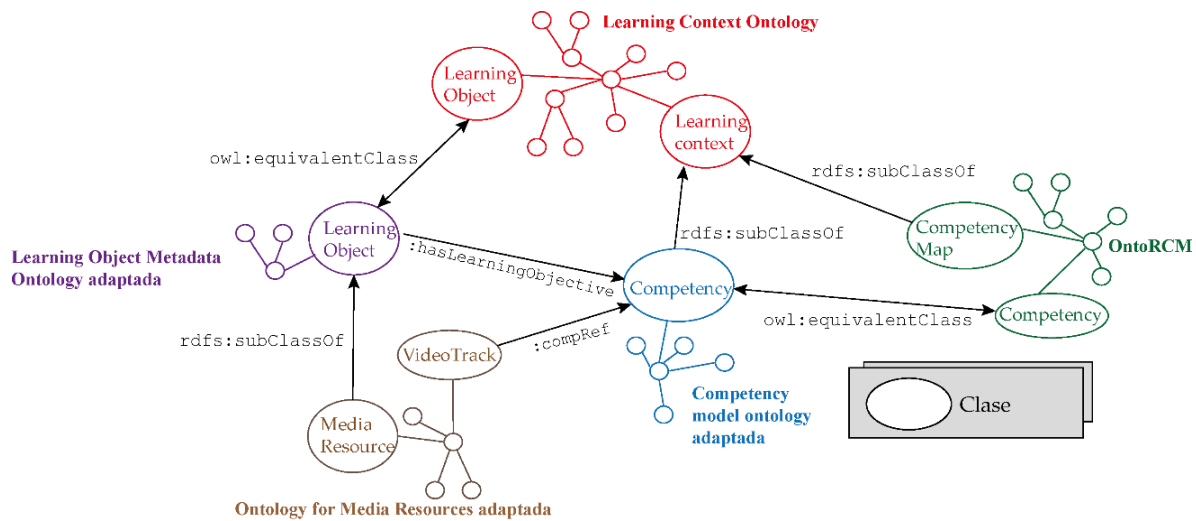 Learning Context Ontology
Learning
Object
Learning
context
owl:equivalentClass
rdfs:subClassOf
Learning
Object
:hasLearningObjective
rdfs:subClassOf
Competency
Map
OntoRCM
Learning Object Metadata
Ontology adaptada
Competency
Competency
owl:equivalentClass
rdfs:subClassOf
VideoTrack
:compRef
Competency
model ontology
adaptada
Clase
Media
Resource
Ontology for Media Resources adaptada